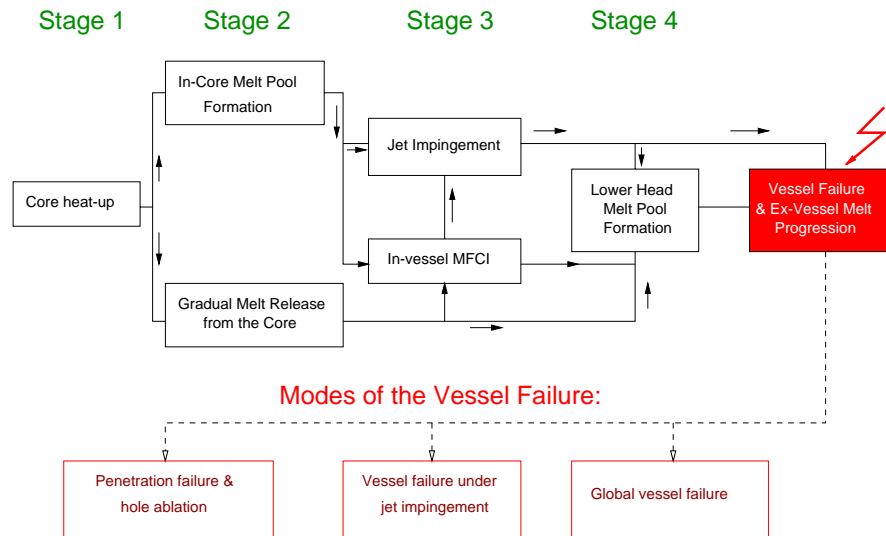 Stage 1
Stage 2
Stage 3
Stage 4
In-Core Melt Pool
Formation
Jet Impingement
Core heat-up
Lower Head
Melt Pool
Formation
Vessel Failure
& Ex-Vessel Melt
Progression
In-vessel MFCI
Gradual Melt Release
from the Core
Modes of the Vessel Failure:
Penetration failure &
hole ablation
Vessel failure under
jet impingement
Global vessel failure